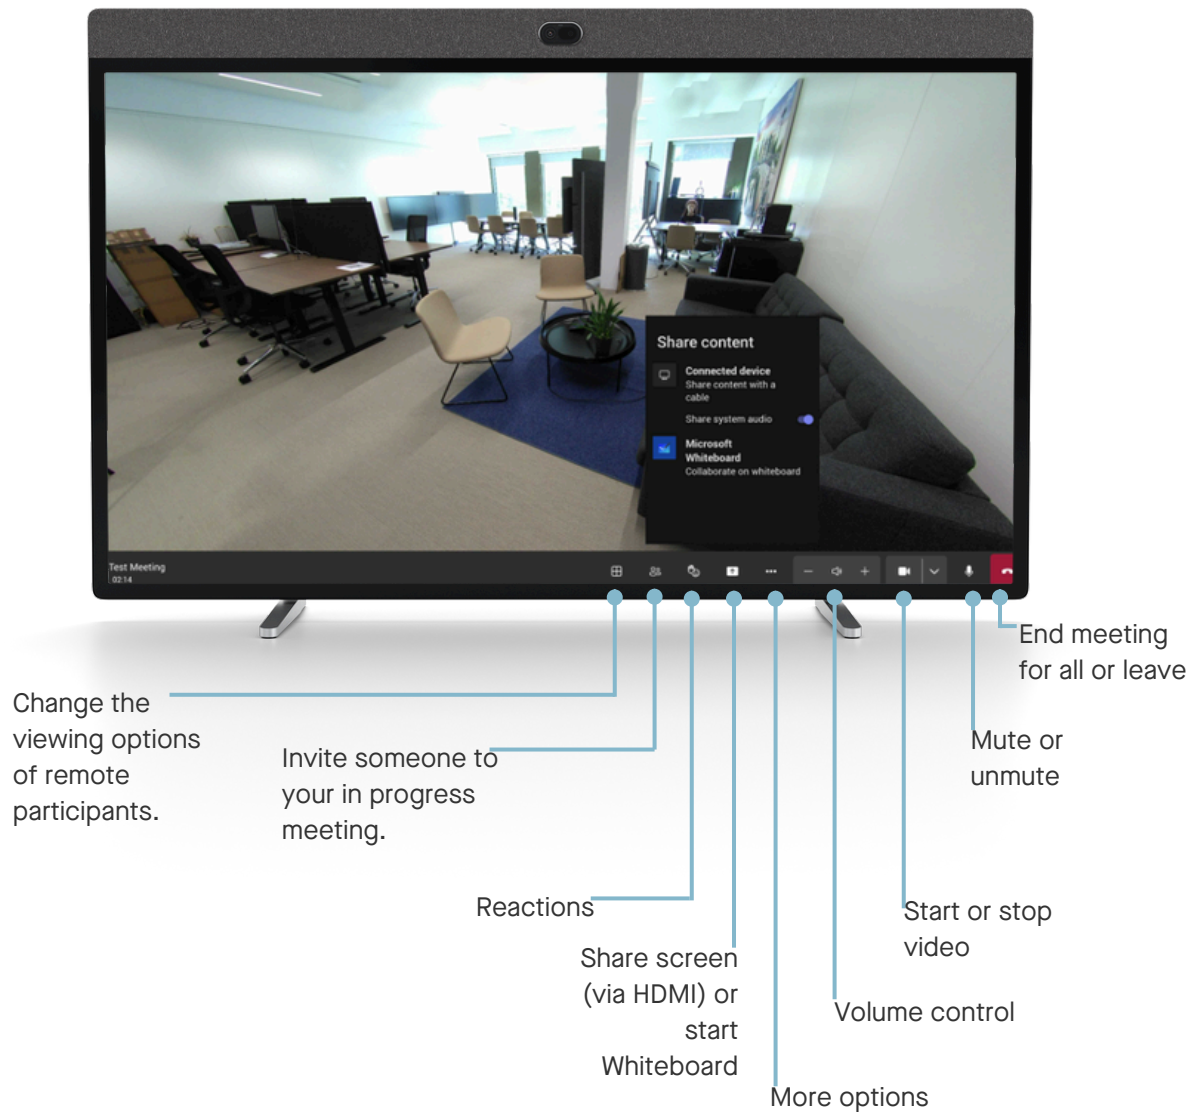 Share content
Connected device
Share content with a
cable
Share system audio
Microsoft
Whiteboard
Collaborate on whiteboard
Test Meeting
02:14
End meeting
for all or leave
Change the
viewing options
of remote
participants.
Invite someone to
your in progress
meeting.
Mute or
unmute
Reactions
Start or stop
video
Share screen
(via HDMI) or
start
Whiteboard
Volume control
More options